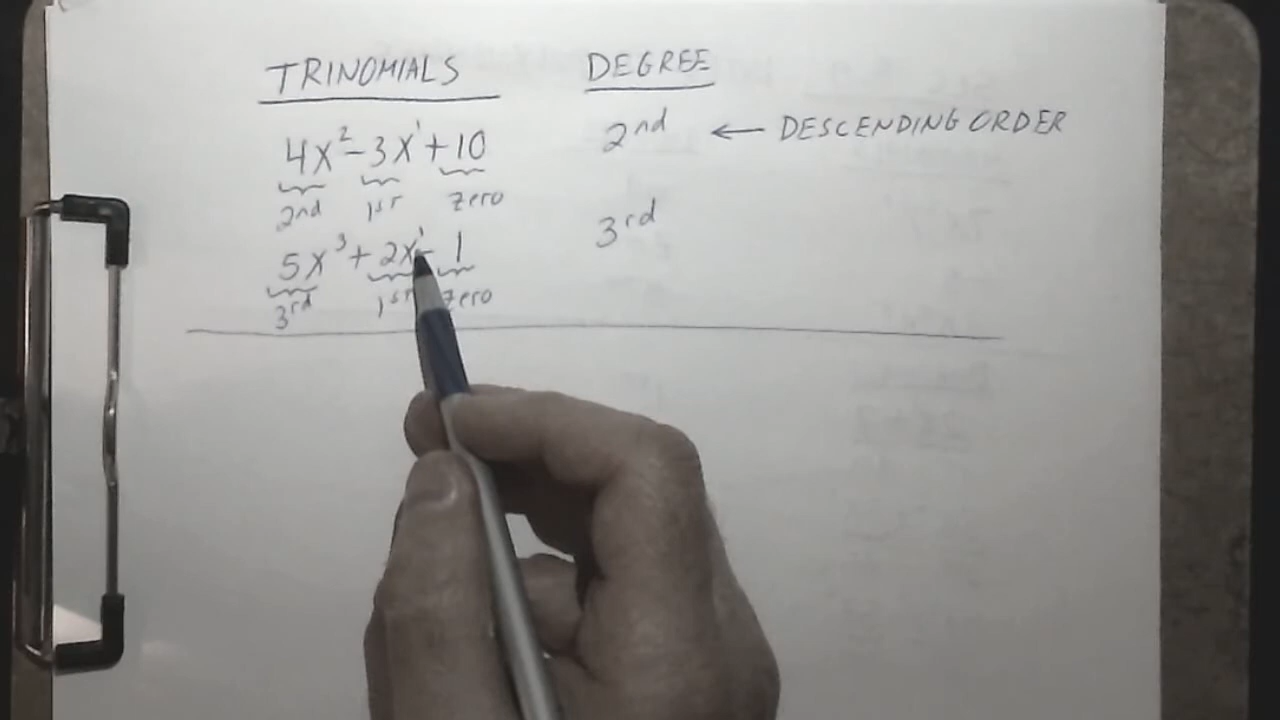 TRINOMIALS DEGREE
4x² - 3x¹ + 10 2nd ← DESCENDING ORDER
2nd 1st zero
5x³ + 2x¹ - 1 3rd
3rd 1st zero